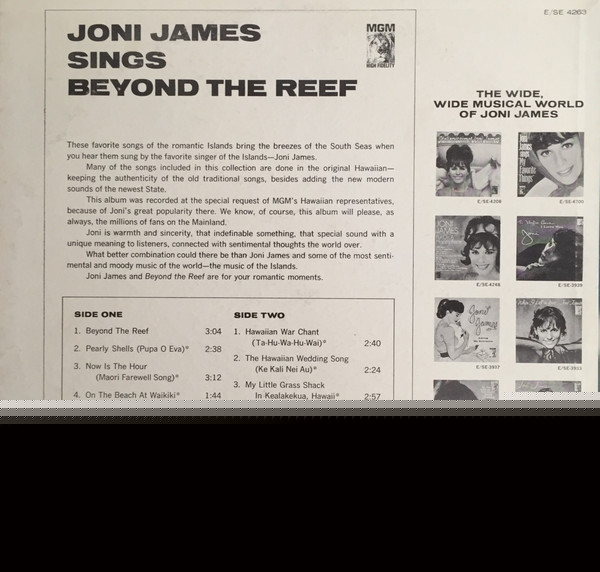 E/SE 4263
JONI JAMES
SINGS
BEYOND THE REEF
MGM
HIGH FIDELITY
These favorite songs of the romantic Islands bring the breezes of the South Seas when
you hear them sung by the favorite singer of the Islands—Joni James.
Many of the songs included in this collection are done in the original Hawaiian—
keeping the authenticity of the old traditional songs, besides adding the new modern
sounds of the newest State.
This album was recorded at the special request of MGM's Hawaiian representatives,
because of Joni's great popularity there. We know, of course, this album will please, as
always, the millions of fans on the Mainland.
Joni is warmth and sincerity, that indefinable something, that special sound with a
unique meaning to listeners, connected with sentimental thoughts the world over.
What better combination could there be than Joni James and some of the most senti-
mental and moody music of the world—the music of the Islands.
Joni James and Beyond the Reef are for your romantic moments.
SIDE ONE
1. Beyond The Reef 3:04
2. Pearly Shells (Pupa O Eva)* 2:38
3. Now Is The Hour
(Maori Farewell Song)* 3:12
4. On The Beach At Waikiki* 1:44
SIDE TWO
1. Hawaiian War Chant
(Ta-Hu-Wa-Hu-Wai)* 2:40
2. The Hawaiian Wedding Song
(Ke Kali Nei Au)* 2:24
3. My Little Grass Shack
In Kealakekua, Hawaii* 2:57
THE WIDE,
WIDE MUSICAL WORLD
OF JONI JAMES
E/SE-4208
E/SE-4200
E/SE-4248
Joni
Joni
James